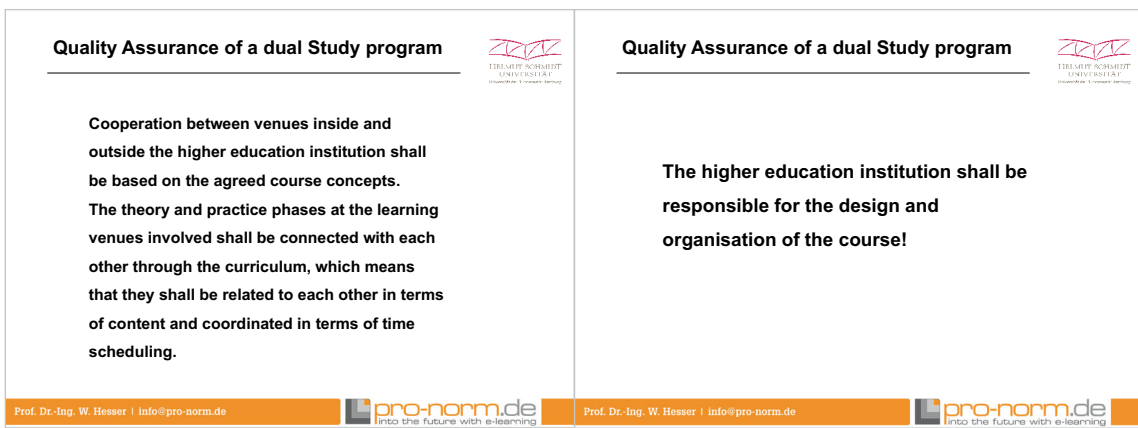 Quality Assurance of a dual Study program
HELMUT SCHMIDT
UNIVERSITÄT
Cooperation between venues inside and
outside the higher education institution shall
be based on the agreed course concepts.
The theory and practice phases at the learning
venues involved shall be connected with each
other through the curriculum, which means
that they shall be related to each other in terms
of content and coordinated in terms of time
scheduling.
Prof. Dr.-Ing. W. Hesser | info@pro-norm.de
pro-norm.de
into the future with e-learning
Quality Assurance of a dual Study program
HELMUT SCHMIDT
UNIVERSITÄT
The higher education institution shall be
responsible for the design and
organisation of the course!
Prof. Dr.-Ing. W. Hesser | info@pro-norm.de
pro-norm.de
into the future with e-learning